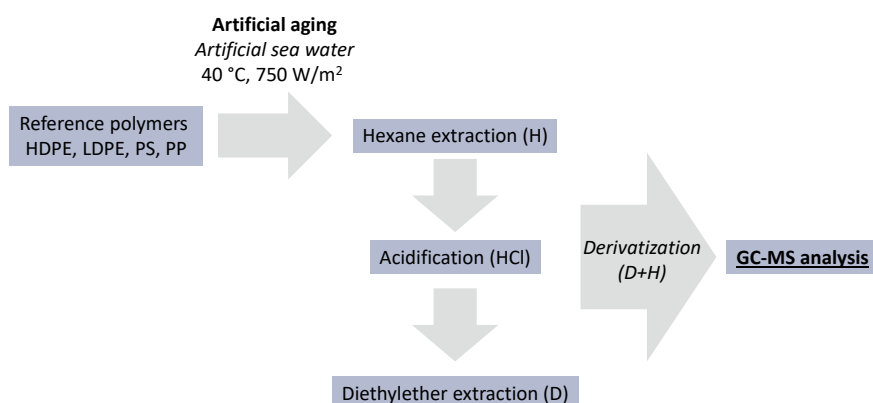 Artificial aging
Artificial sea water
40 °C, 750 W/m²
Reference polymers
HDPE, LDPE, PS, PP
Hexane extraction (H)
Acidification (HCl)
Derivatization
(D+H)
GC-MS analysis
Diethylether extraction (D)